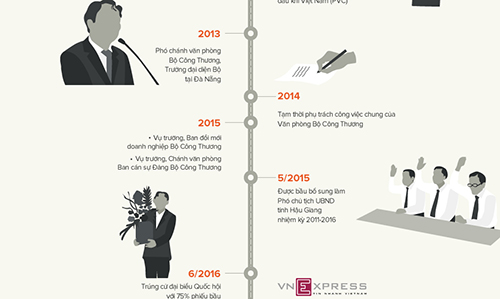 dầu khí Việt Nam (PVC)
2013
Phó chánh văn phòng
Bộ Công Thương,
Trưởng đại diện Bộ
tại Đà Nẵng
2014
Tạm thời phụ trách công việc chung của
Văn phòng Bộ Công Thương
2015
• Vụ trưởng, Ban đổi mới
doanh nghiệp Bộ Công Thương
• Vụ trưởng, Chánh văn phòng
Ban cán sự Đảng Bộ Công Thương
5/2015
Được bầu bổ sung làm
Phó chủ tịch UBND
tỉnh Hậu Giang
nhiệm kỳ 2011-2016
6/2016
Trúng cử đại biểu Quốc hội
với 75% phiếu bầu
VNEXPRESS
TIN NHANH VIETNAM